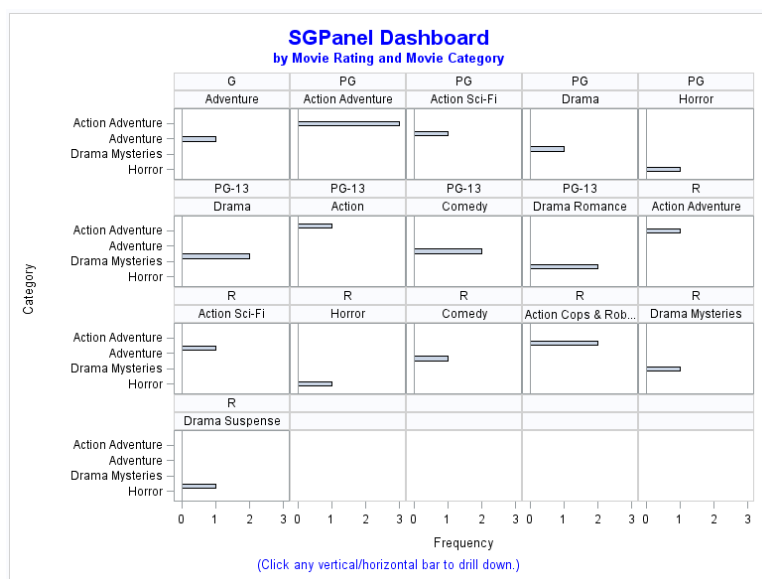 SGPanel Dashboard
by Movie Rating and Movie Category
G PG PG PG PG
Adventure Action Adventure Action Sci-Fi Drama Horror
Action Adventure
Adventure
Drama Mysteries
Horror
PG-13 PG-13 PG-13 PG-13 R
Drama Action Comedy Drama Romance Action Adventure
Action Adventure
Adventure
Drama Mysteries
Horror
Category
R R R R R
Action Sci-Fi Horror Comedy Action Cops & Rob... Drama Mysteries
Action Adventure
Adventure
Drama Mysteries
Horror
R
Drama Suspense
Action Adventure
Adventure
Drama Mysteries
Horror
0 1 2 3 0 1 2 3 0 1 2 3 0 1 2 3 0 1 2 3
Frequency
(Click any vertical/horizontal bar to drill down.)